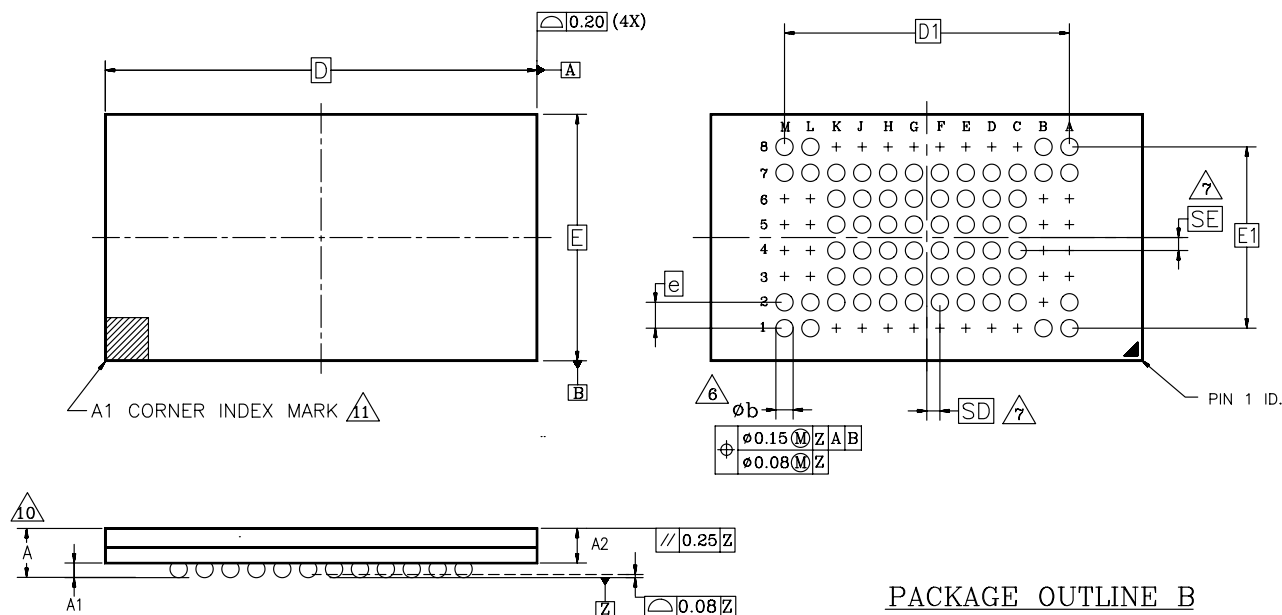 ⌓ 0.20 (4X)
D
A
E
B
A1 CORNER INDEX MARK 11
D1
M L K J H G F E D C B A
8
7
6
5
4
3
2
1
7
SE
E1
e
6
øb
SD 7
PIN 1 ID.
⌖ ø0.15 Ⓜ Z A B
ø0.08 Ⓜ Z
10
A
A1
A2
// 0.25 Z
Z
⌓ 0.08 Z
PACKAGE OUTLINE B